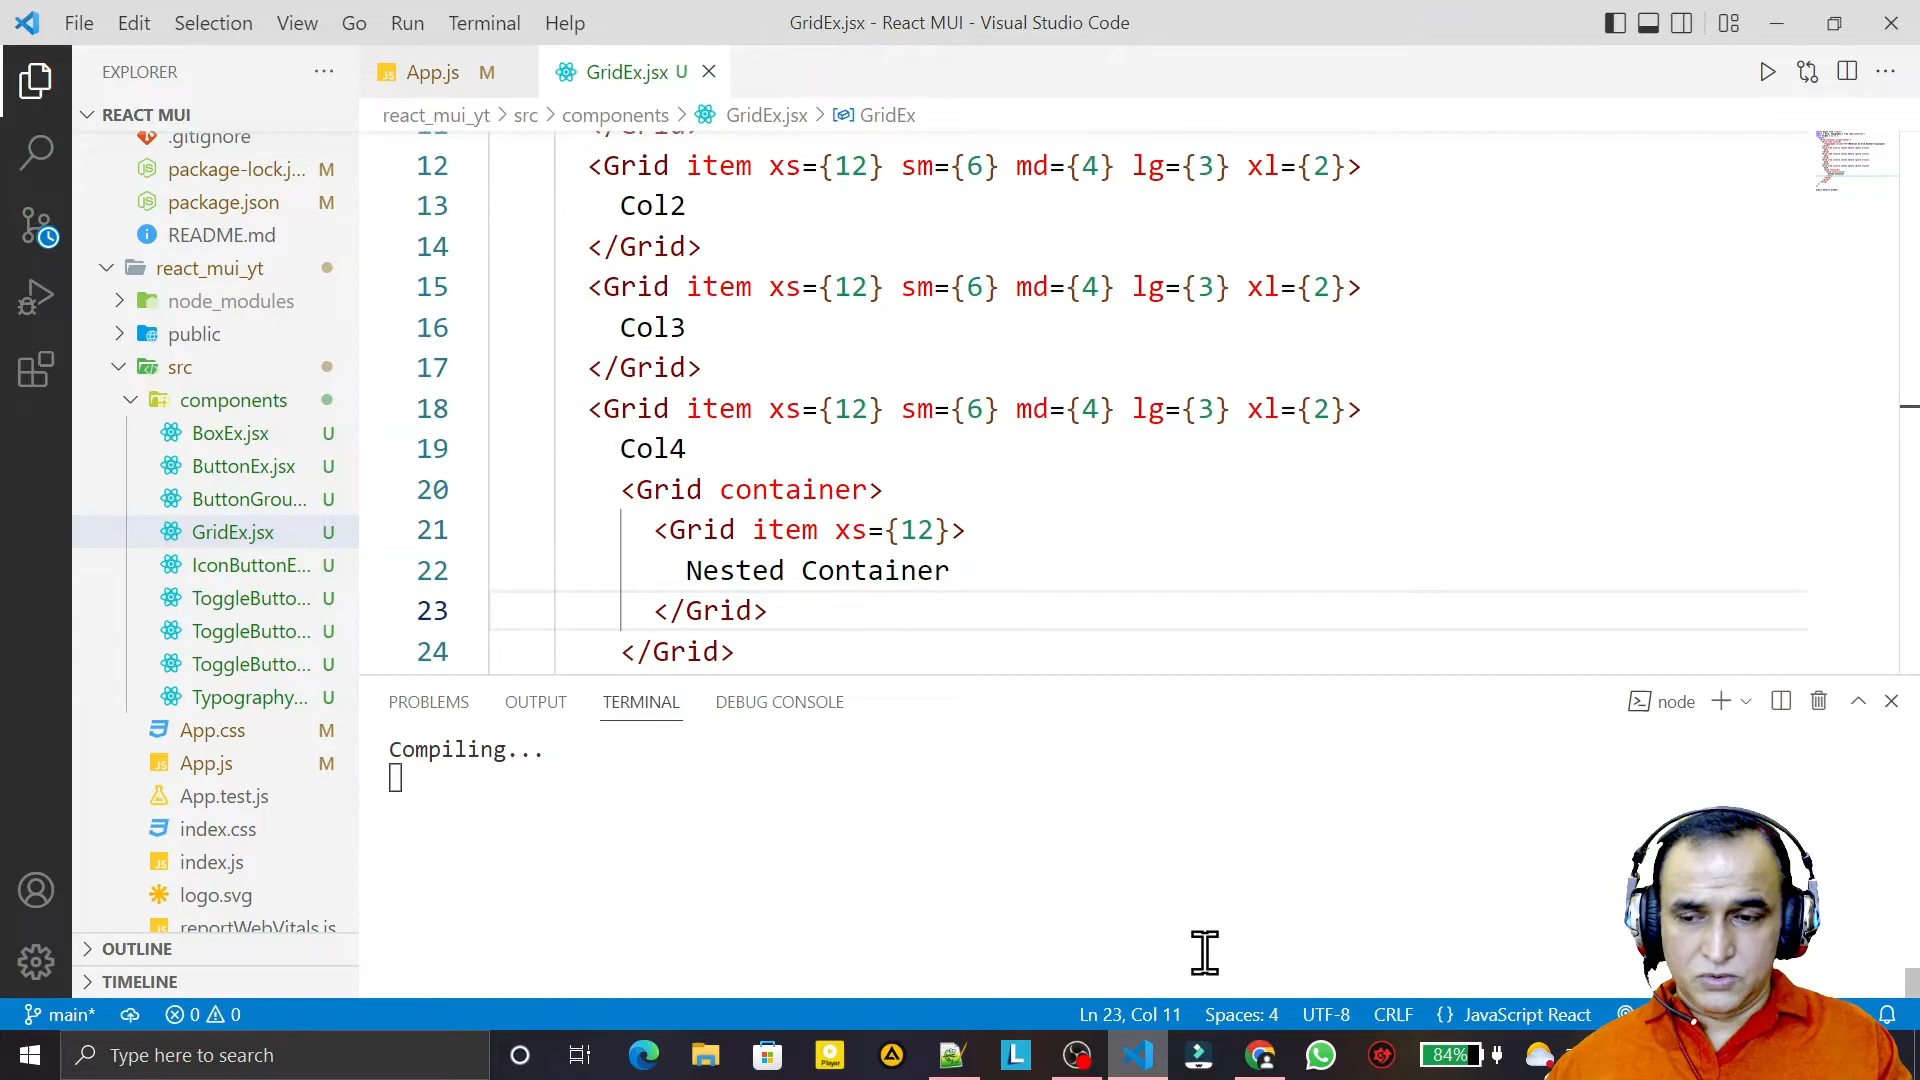 File Edit Selection View Go Run Terminal Help
GridEx.jsx - React MUI - Visual Studio Code
EXPLORER
REACT MUI
.gitignore
package-lock.j... M
package.json M
README.md
react_mui_yt
node_modules
public
src
components
BoxEx.jsx U
ButtonEx.jsx U
ButtonGrou... U
GridEx.jsx U
IconButtonE... U
ToggleButto... U
ToggleButto... U
ToggleButto... U
Typography... U
App.css M
App.js M
App.test.js
index.css
index.js
logo.svg
reportWebVitals.js
OUTLINE
TIMELINE
App.js M
GridEx.jsx U
react_mui_yt > src > components > GridEx.jsx > GridEx
11 </Grid>
12 <Grid item xs={12} sm={6} md={4} lg={3} xl={2}>
13 Col2
14 </Grid>
15 <Grid item xs={12} sm={6} md={4} lg={3} xl={2}>
16 Col3
17 </Grid>
18 <Grid item xs={12} sm={6} md={4} lg={3} xl={2}>
19 Col4
20 <Grid container>
21 <Grid item xs={12}>
22 Nested Container
23 </Grid>
24 </Grid>
PROBLEMS OUTPUT TERMINAL DEBUG CONSOLE
node
Compiling...
main* 0 0
Ln 23, Col 11 Spaces: 4 UTF-8 CRLF {} JavaScript React
Type here to search
Player
L
84%